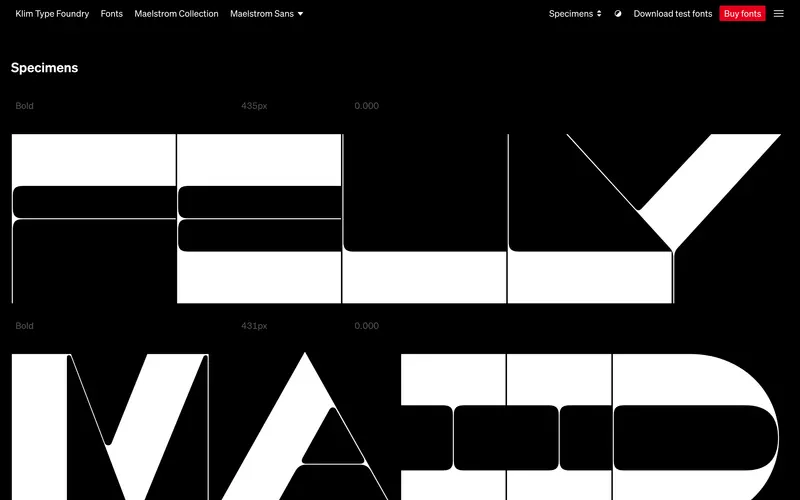 Klim Type Foundry Fonts Maelstrom Collection Maelstrom Sans Specimens Download test fonts Buy fonts
Specimens
Bold 435px 0.000
FELLY
Bold 431px 0.000
MAIID